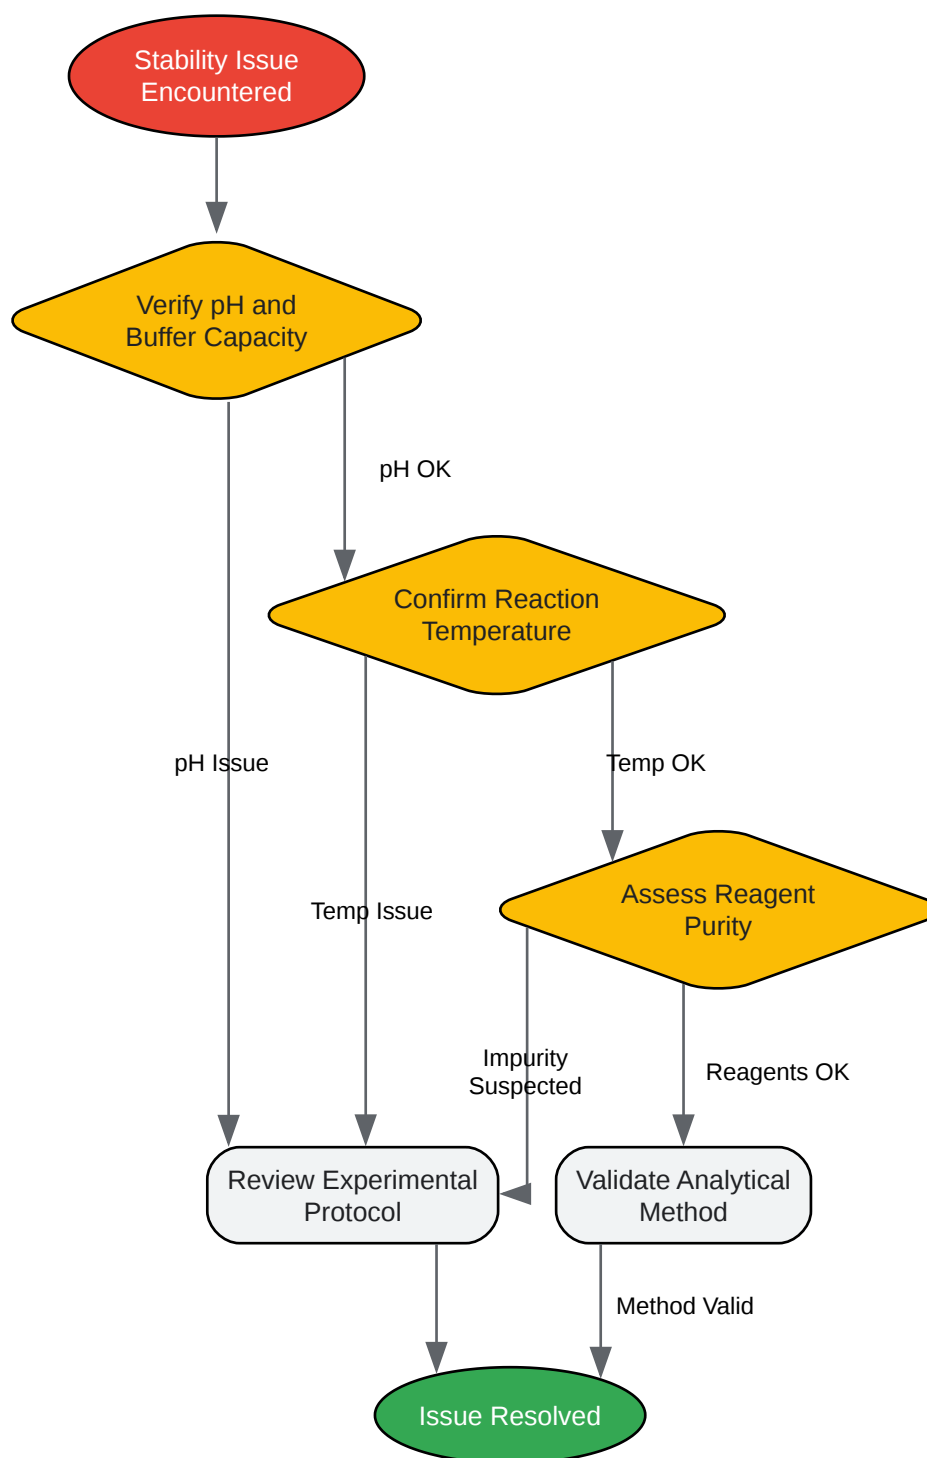 Stability Issue
Encountered
Verify pH and
Buffer Capacity
pH OK
Confirm Reaction
Temperature
pH Issue
Temp OK
Assess Reagent
Purity
Temp Issue
Impurity
Suspected
Reagents OK
Review Experimental
Protocol
Validate Analytical
Method
Method Valid
Issue Resolved